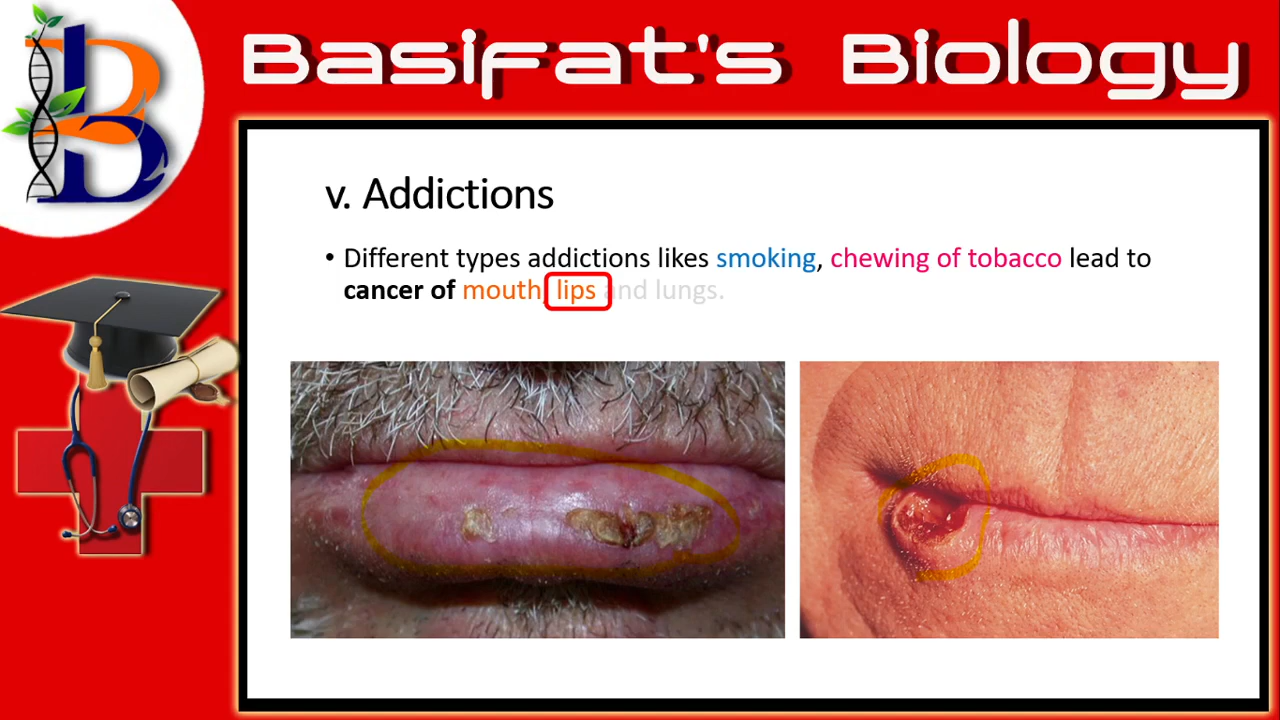 Basifat's Biology
v. Addictions
• Different types addictions likes smoking, chewing of tobacco lead to
cancer of mouth, lips and lungs.